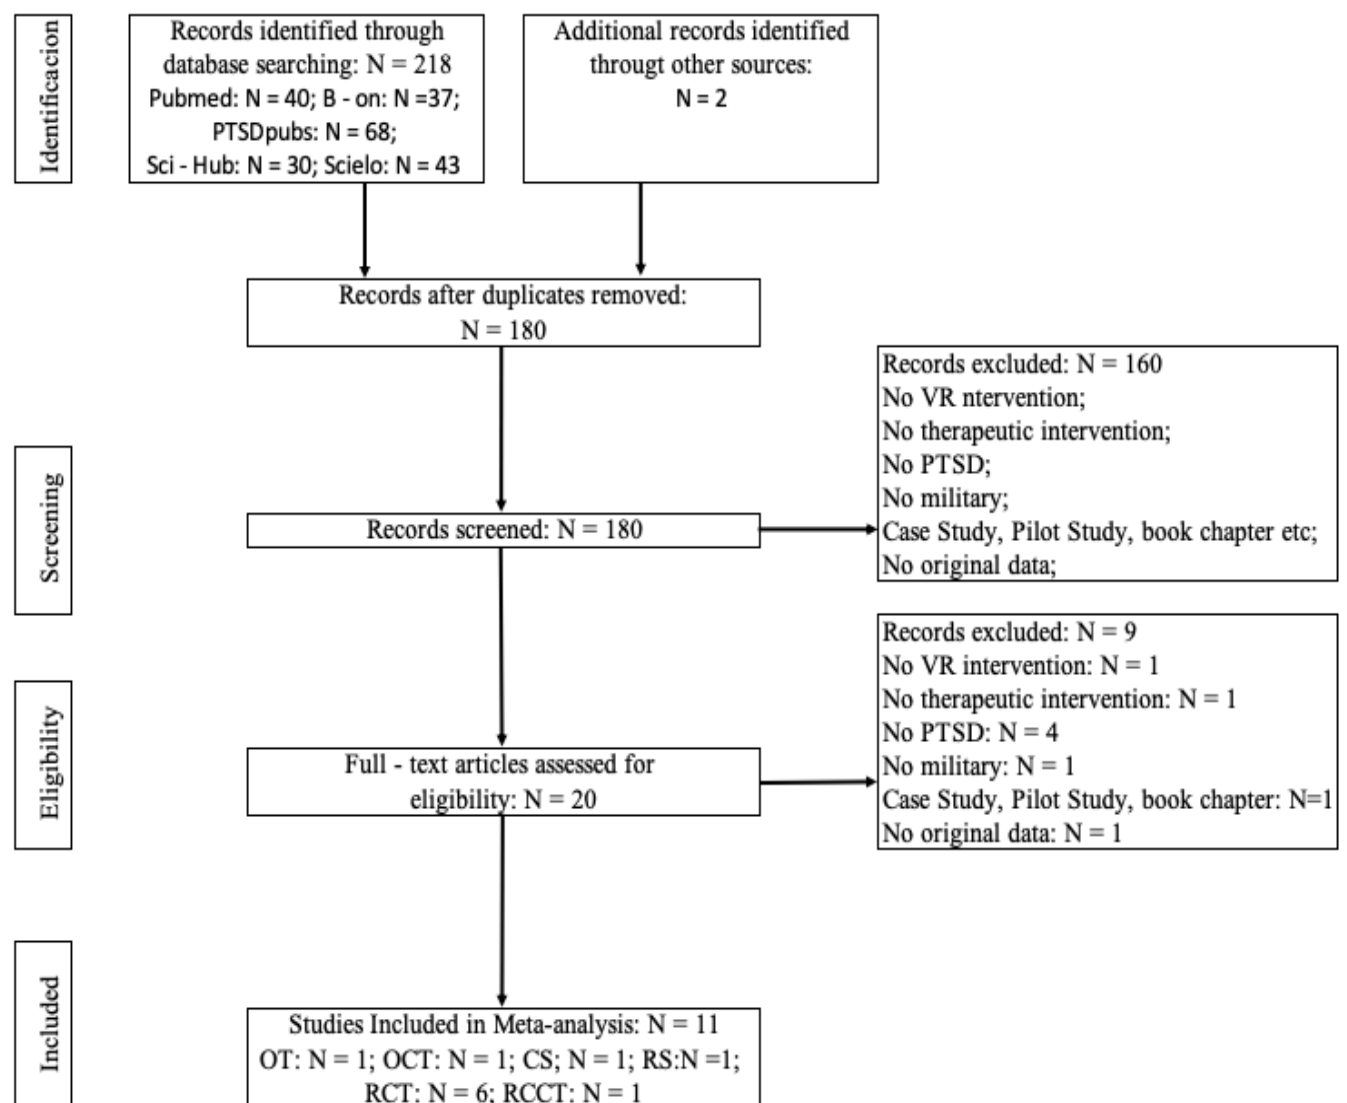 Identificacion
Records identified through
database searching: N = 218
Pubmed: N = 40; B - on: N =37;
PTSDpubs: N = 68;
Sci - Hub: N = 30; Scielo: N = 43
Additional records identified
througt other sources:
N = 2
Records after duplicates removed:
N = 180
Screening
Records screened: N = 180
Records excluded: N = 160
No VR ntervention;
No therapeutic intervention;
No PTSD;
No military;
Case Study, Pilot Study, book chapter etc;
No original data;
Eligibility
Full - text articles assessed for
eligibility: N = 20
Records excluded: N = 9
No VR intervention: N = 1
No therapeutic intervention: N = 1
No PTSD: N = 4
No military: N = 1
Case Study, Pilot Study, book chapter: N=1
No original data: N = 1
Included
Studies Included in Meta-analysis: N = 11
OT: N = 1; OCT: N = 1; CS; N = 1; RS:N =1;
RCT: N = 6; RCCT: N = 1